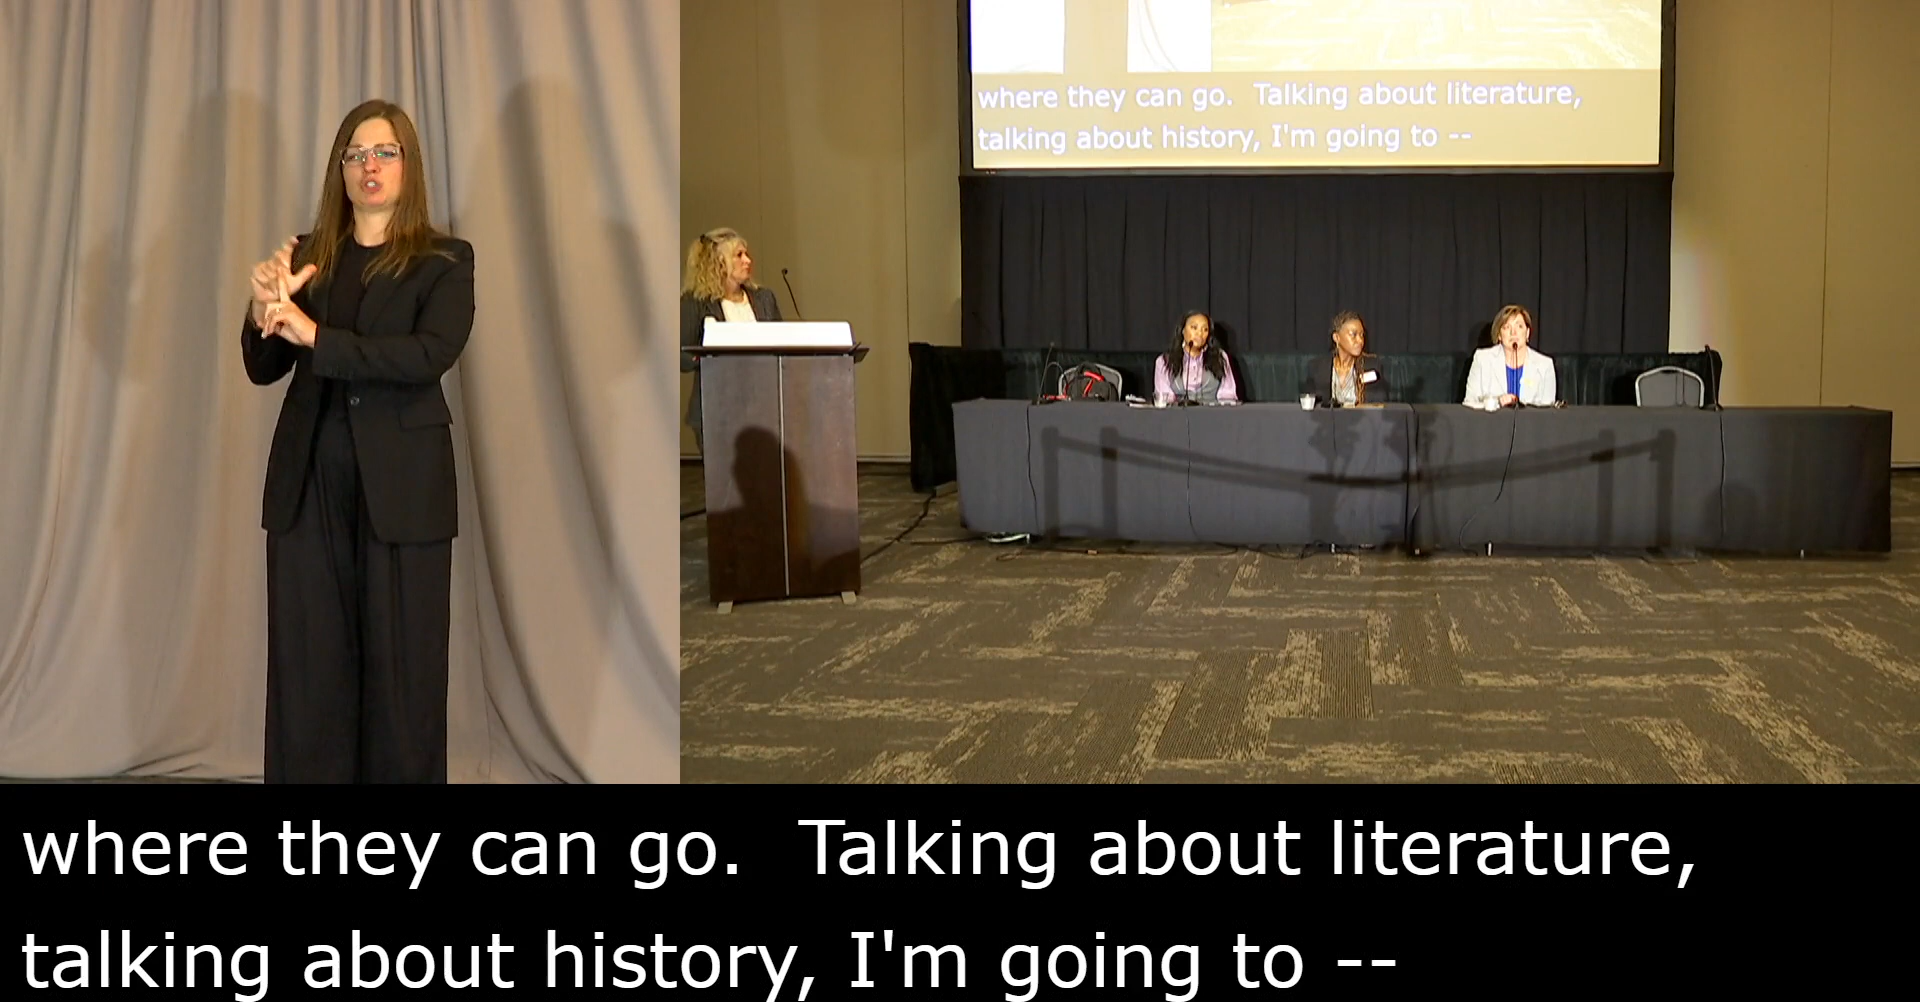 where they can go.  Talking about literature,
talking about history, I'm going to --
where they can go.  Talking about literature,
talking about history, I'm going to --